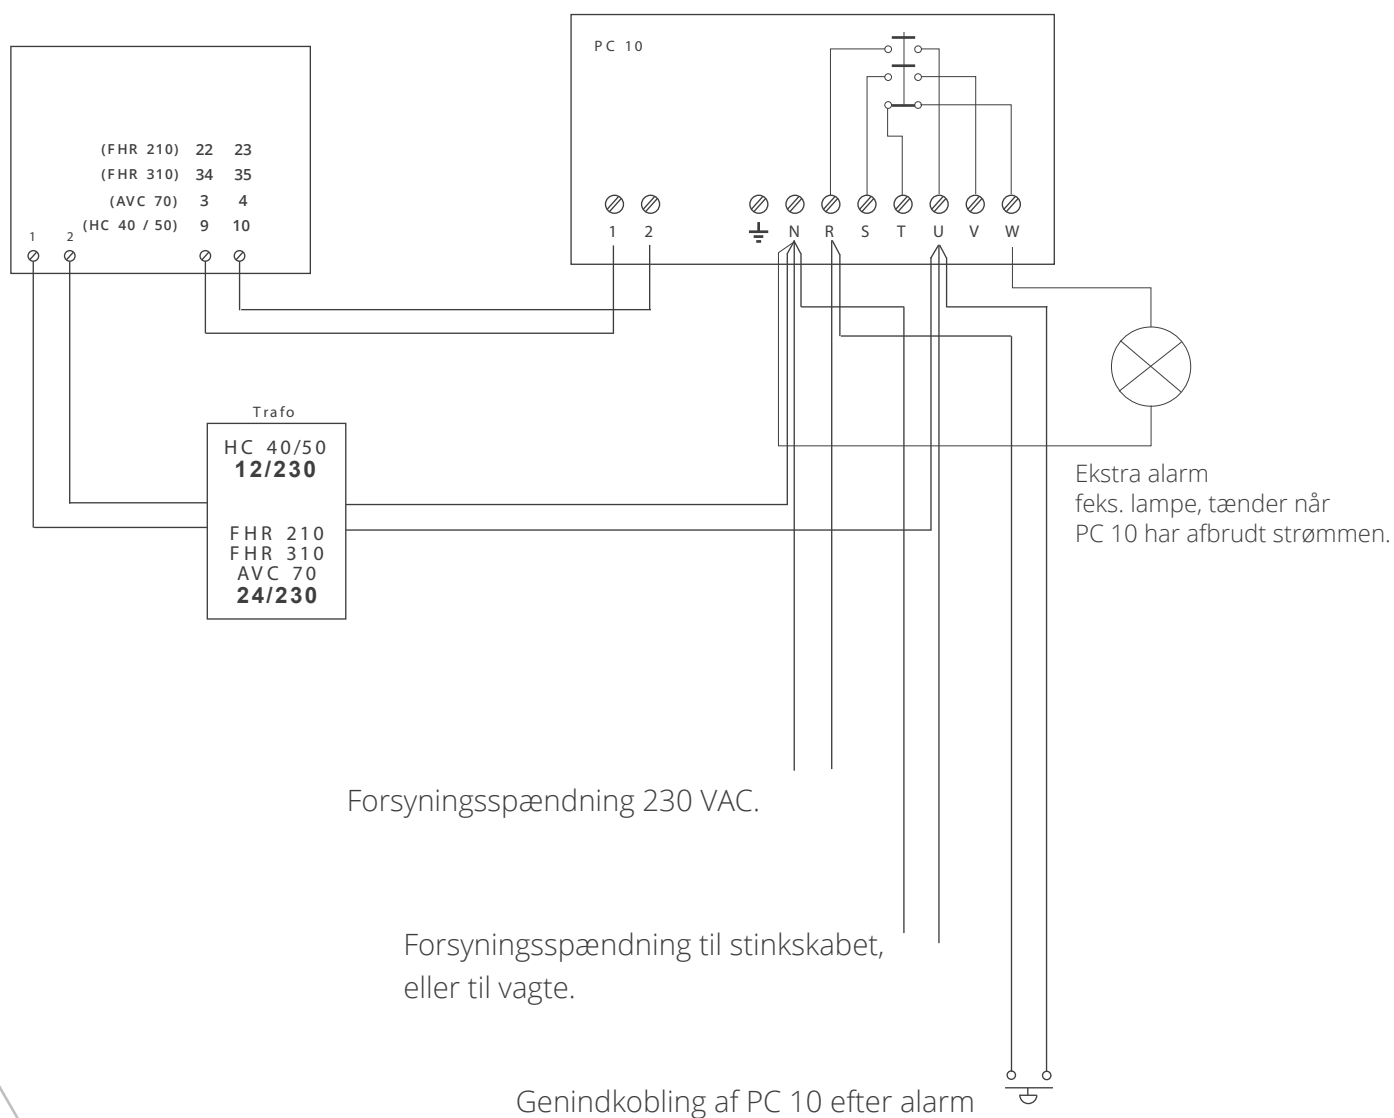 PC 10
(FHR 210) 22 23
(FHR 310) 34 35
(AVC 70) 3 4
(HC 40 / 50) 9 10
1 2
1 2 N R S T U V W
Trafo
HC 40/50
12/230
FHR 210
FHR 310
AVC 70
24/230
Ekstra alarm
feks. lampe, tænder når
PC 10 har afbrudt strømmen.
Forsyningsspændning 230 VAC.
Forsyningsspændning til stinkskabet,
eller til vagte.
Genindkobling af PC 10 efter alarm